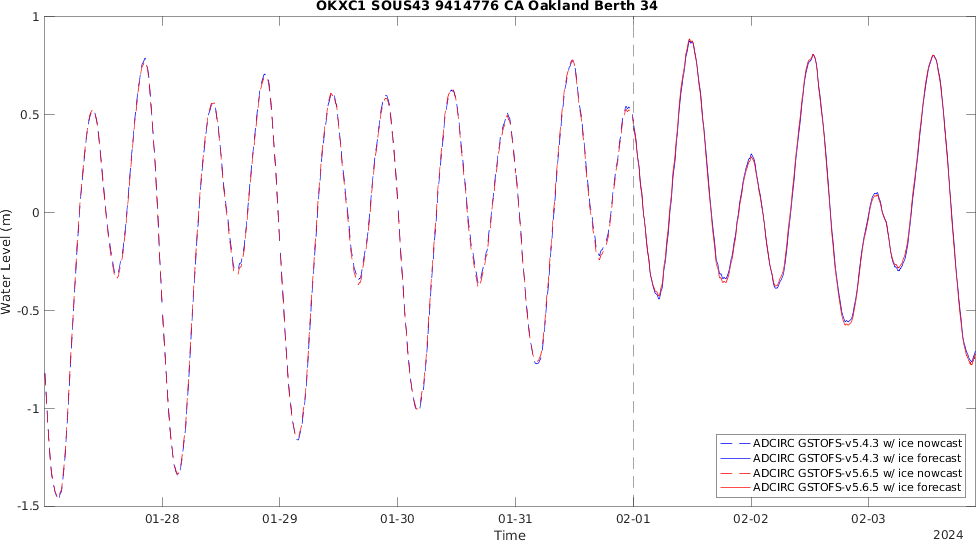 OKXC1 SOUS43 9414776 CA Oakland Berth 34
1
0.5
0
-0.5
-1
-1.5
Water Level (m)
01-28
01-29
01-30
01-31
02-01
02-02
02-03
Time
2024
ADCIRC GSTOFS-v5.4.3 w/ ice nowcast
ADCIRC GSTOFS-v5.4.3 w/ ice forecast
ADCIRC GSTOFS-v5.6.5 w/ ice nowcast
ADCIRC GSTOFS-v5.6.5 w/ ice forecast